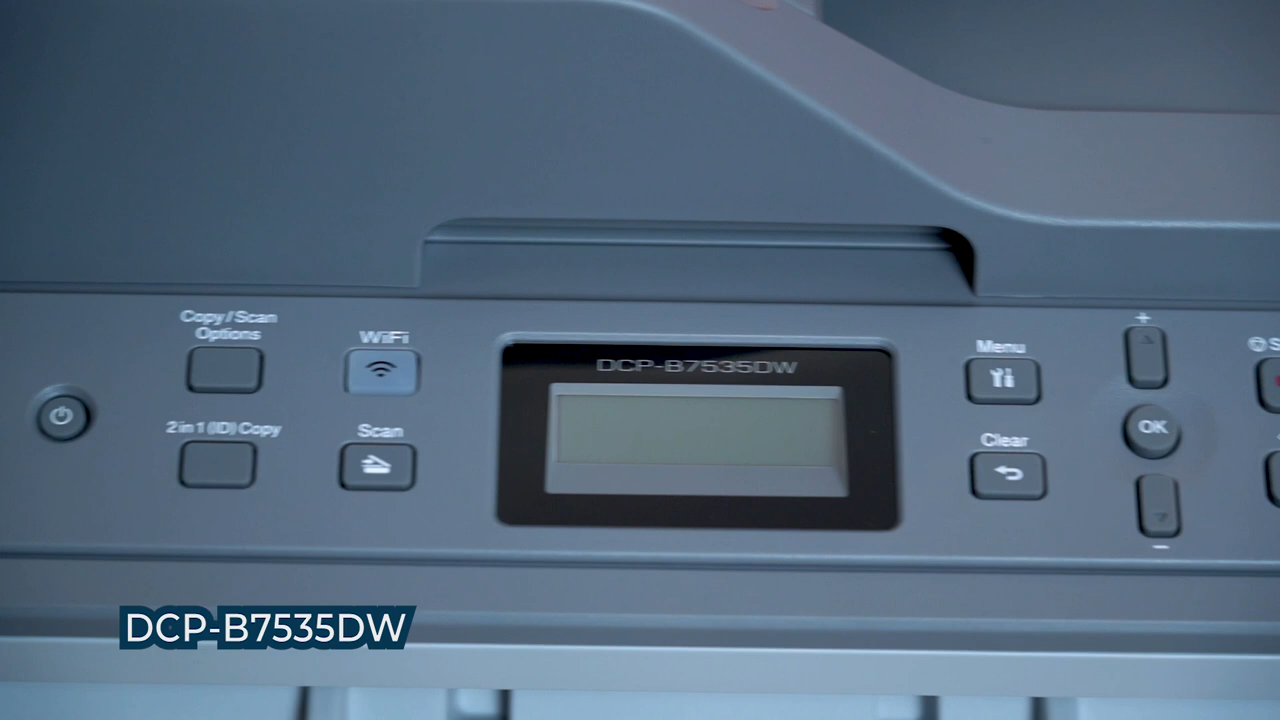 Copy/Scan
Options
WiFi
2 in 1 (ID) Copy
Scan
DCP-B7535DW
Menu
Clear
+
OK
-
DCP-B7535DW